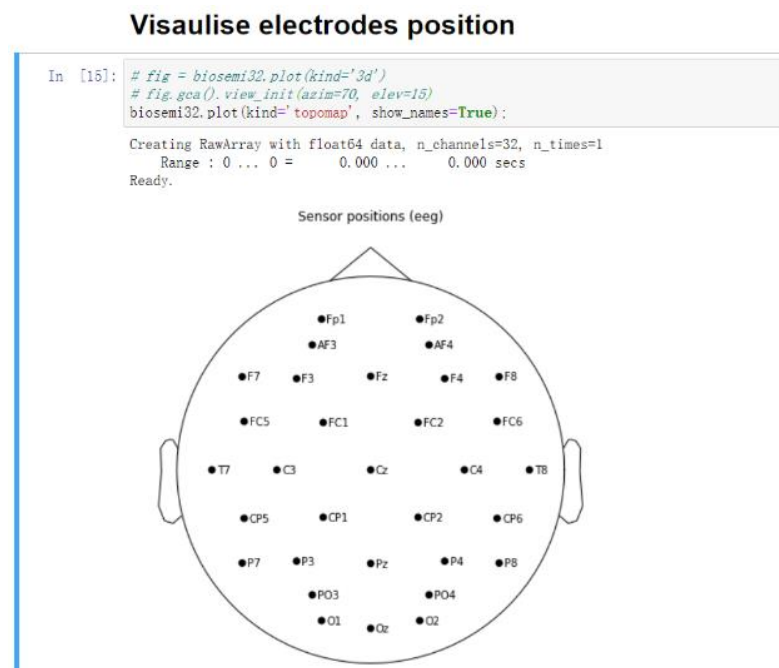 Visaulise electrodes position
In [15]: # fig = biosemi32.plot(kind='3d')
# fig.gca().view_init(azim=70, elev=15)
biosemi32.plot(kind='topomap', show_names=True);
Creating RawArray with float64 data, n_channels=32, n_times=1
Range : 0 ... 0 = 0.000 ... 0.000 secs
Ready.
Sensor positions (eeg)
Fp1 Fp2
AF3 AF4
F7 F3 Fz F4 F8
FC5 FC1 FC2 FC6
T7 C3 Cz C4 T8
CP5 CP1 CP2 CP6
P7 P3 Pz P4 P8
PO3 PO4
O1 Oz O2